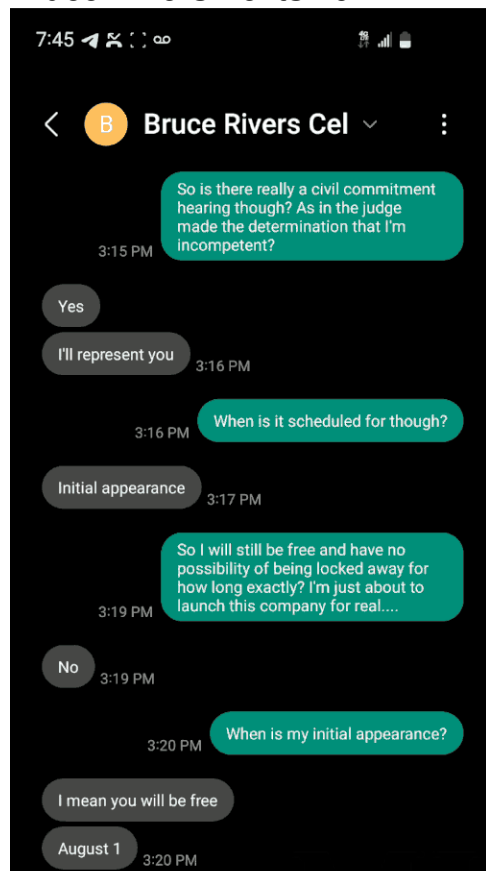 7:45
B Bruce Rivers Cel
So is there really a civil commitment
hearing though? As in the judge
made the determination that I'm
incompetent?
3:15 PM
Yes
I'll represent you
3:16 PM
When is it scheduled for though?
3:16 PM
Initial appearance
3:17 PM
So I will still be free and have no
possibility of being locked away for
how long exactly? I'm just about to
launch this company for real....
3:19 PM
No
3:19 PM
When is my initial appearance?
3:20 PM
I mean you will be free
August 1
3:20 PM